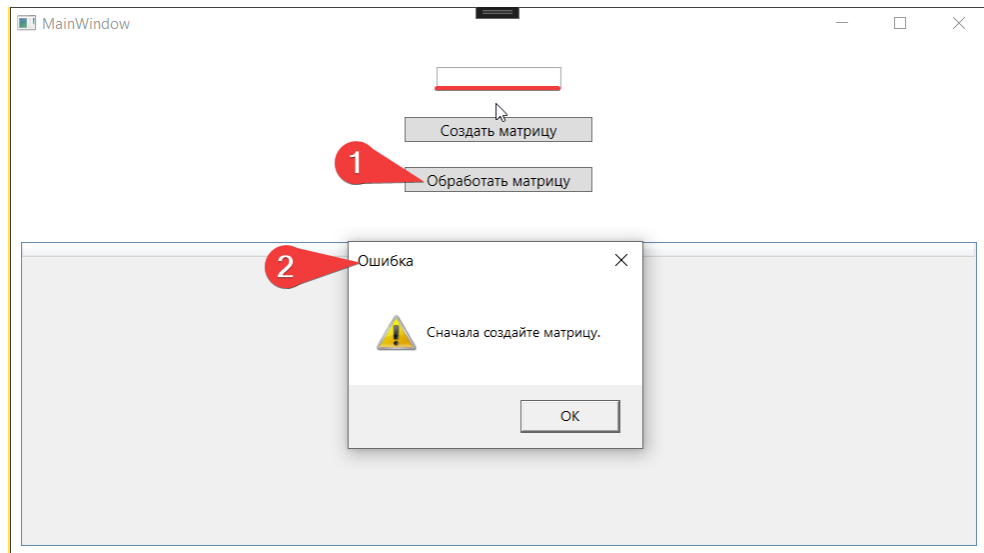 MainWindow
Создать матрицу
1
Обработать матрицу
2
Ошибка
Сначала создайте матрицу.
OK